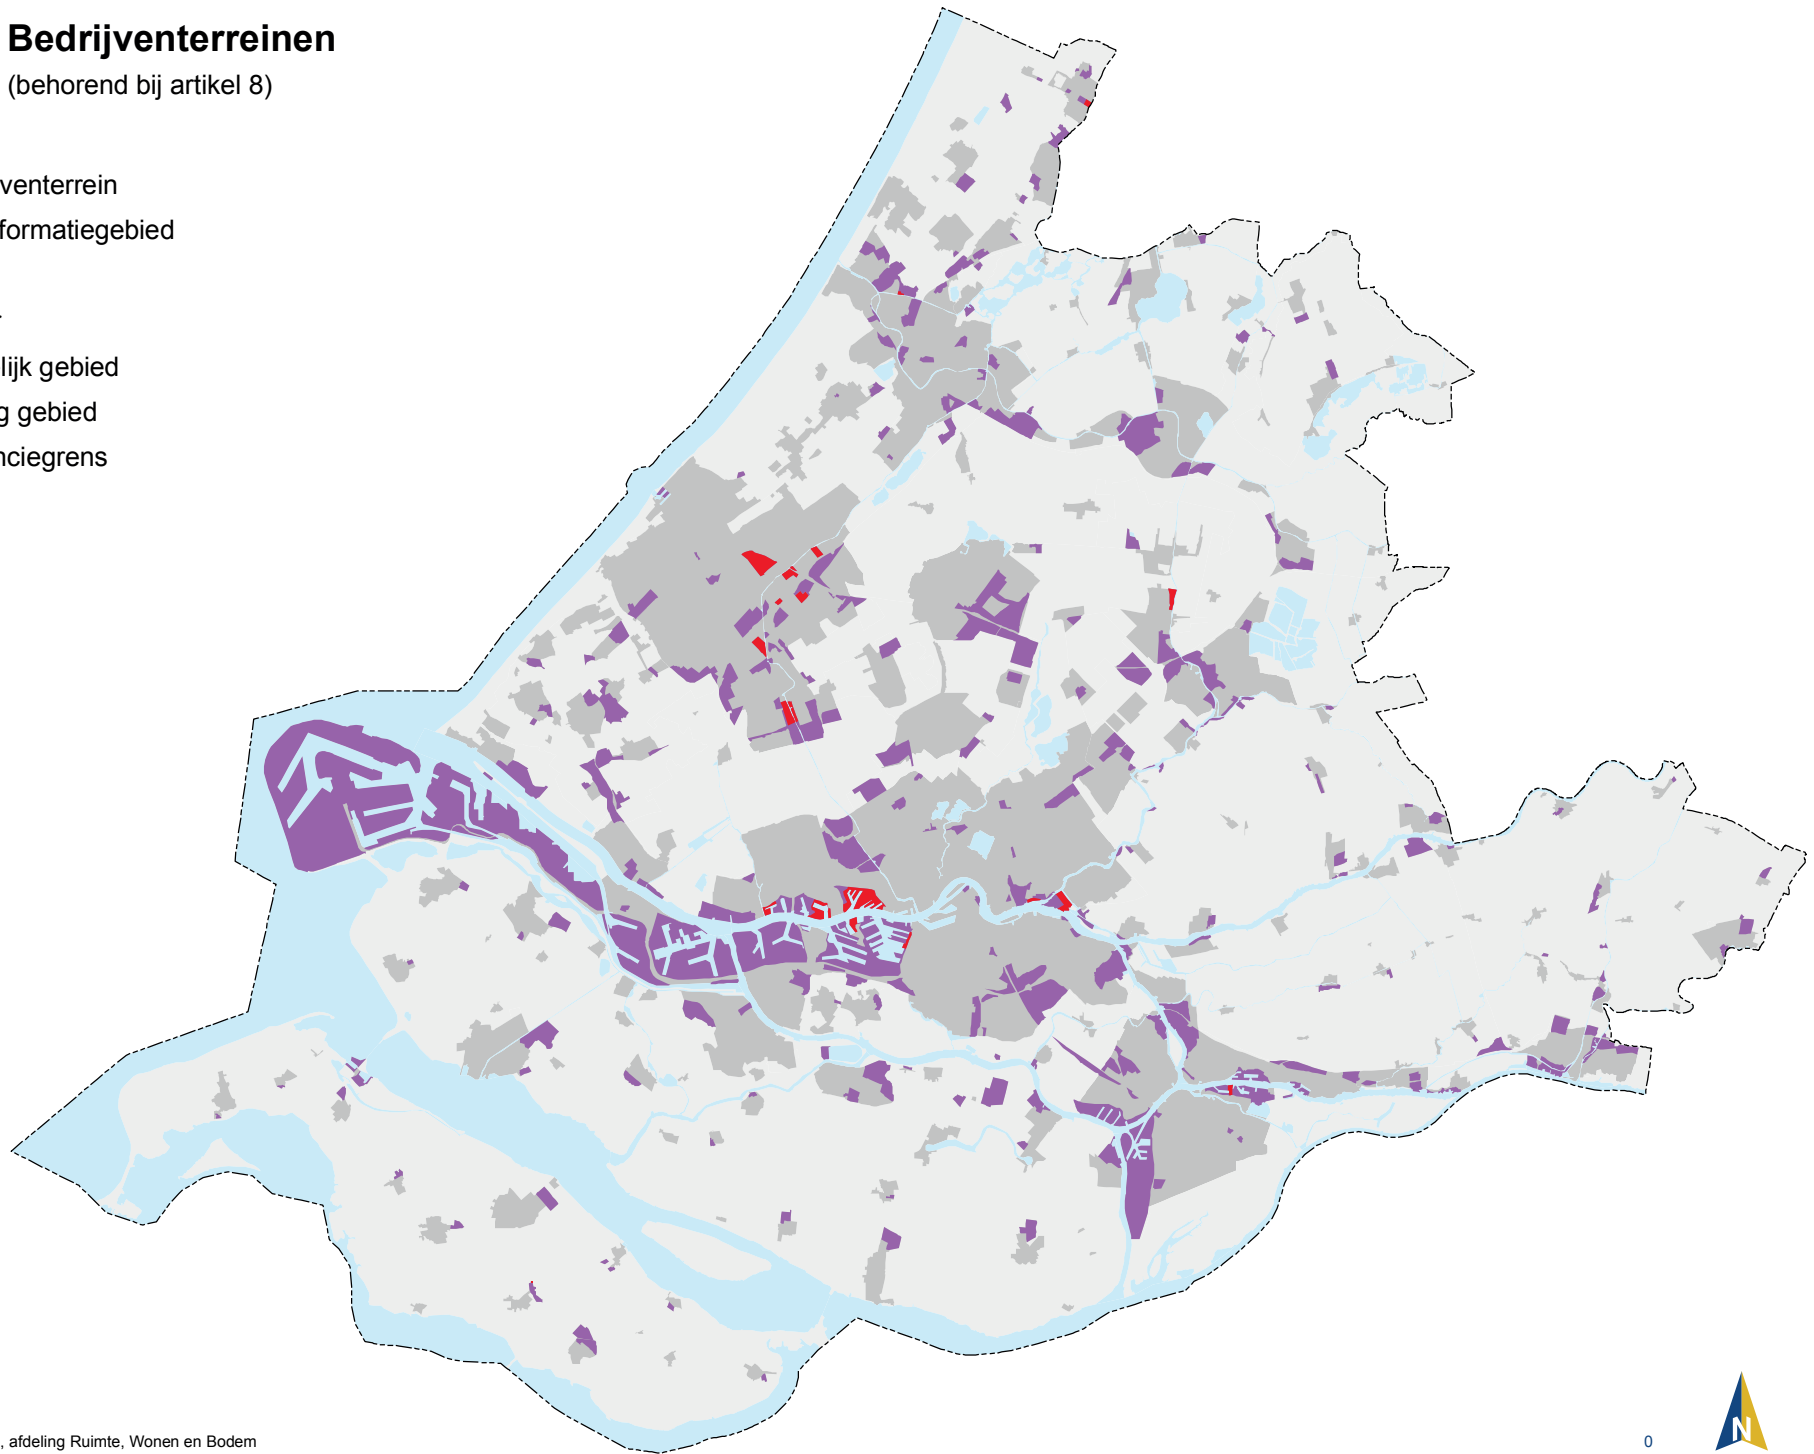 Bedrijventerreinen
(behorend bij artikel 8)
venterrein
formatiegebied
lijk gebied
g gebied
nciegrens
, afdeling Ruimte, Wonen en Bodem
0
N